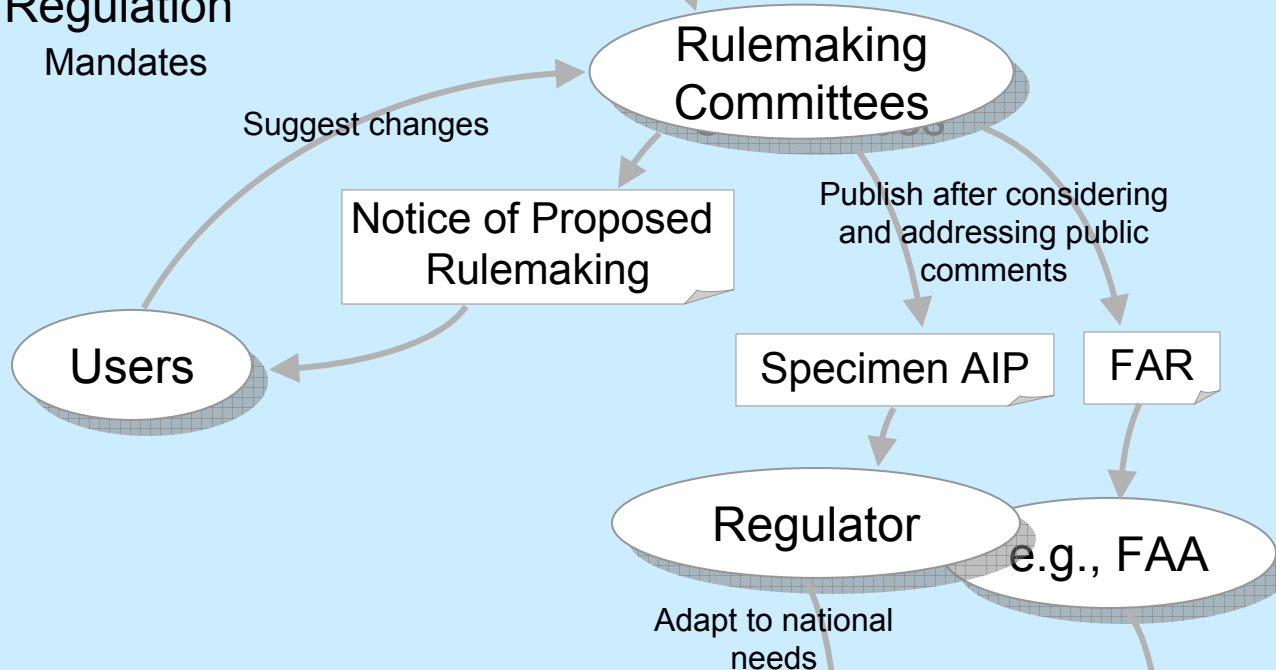 Regulation
Mandates
Rulemaking
Committees
Suggest changes
Notice of Proposed
Rulemaking
Publish after considering
and addressing public
comments
Users
Specimen AIP
FAR
Regulator
e.g., FAA
Adapt to national
needs